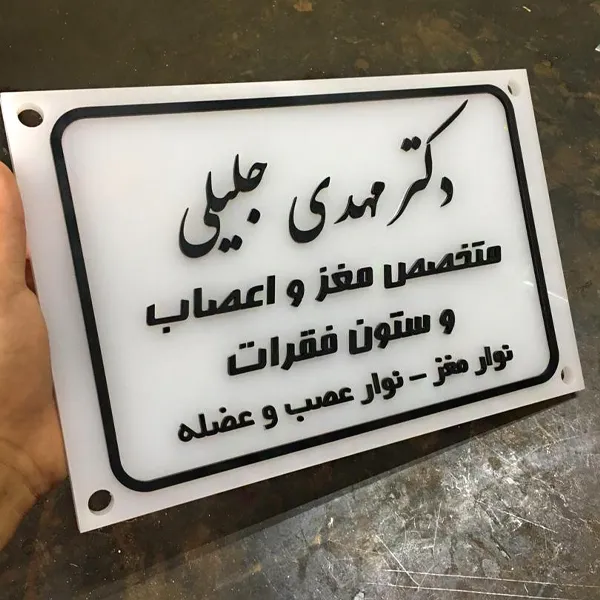 دکتر مهدی جلیلی
متخصص مغز و اعصاب
و ستون فقرات
نوار مغز - نوار عصب و عضله